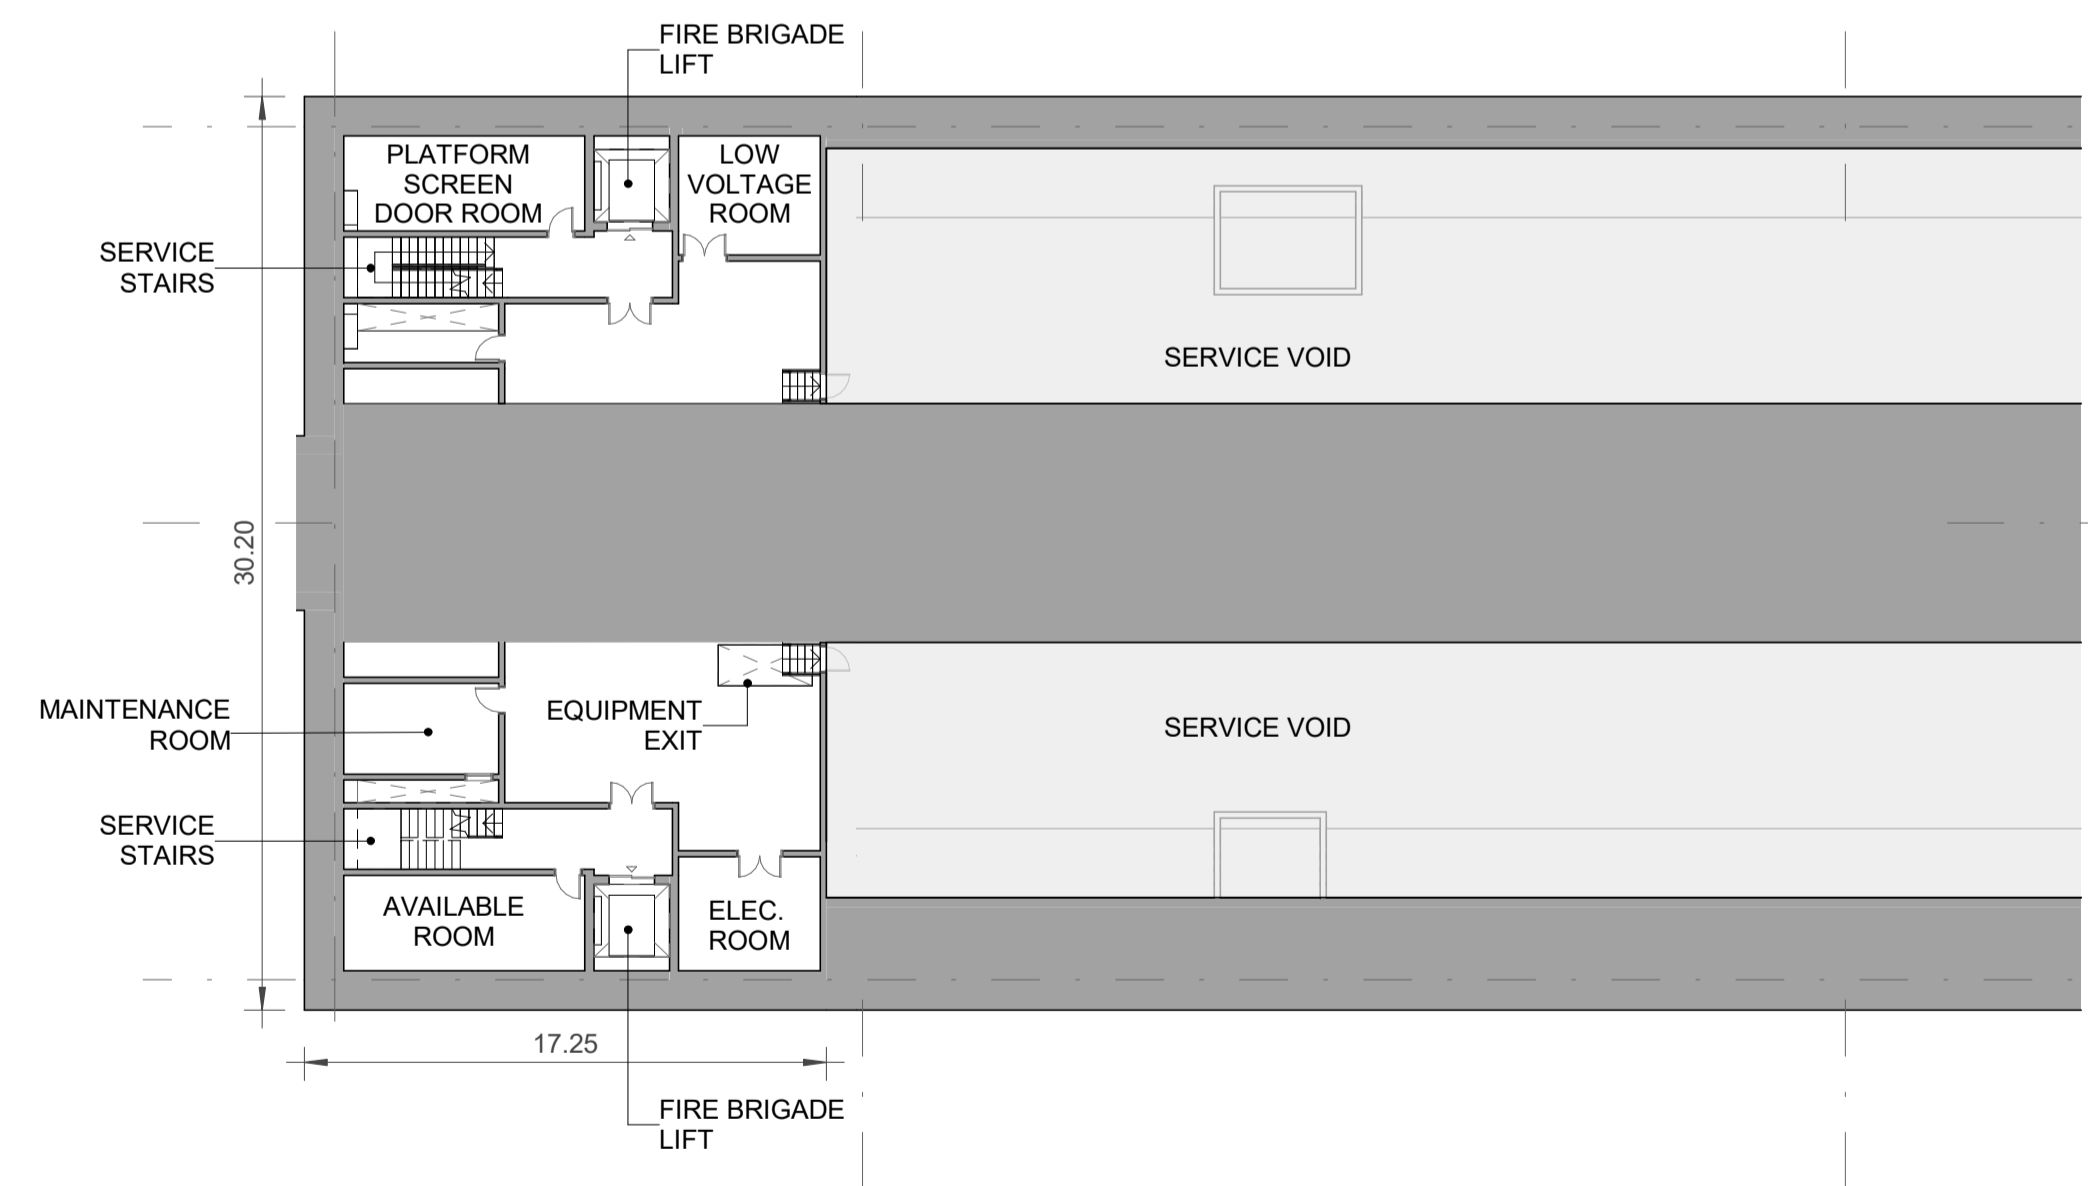 FIRE BRIGADE
LIFT
PLATFORM
SCREEN
DOOR ROOM
LOW
VOLTAGE
ROOM
SERVICE
STAIRS
SERVICE VOID
30.20
MAINTENANCE
ROOM
EQUIPMENT
EXIT
SERVICE VOID
SERVICE
STAIRS
AVAILABLE
ROOM
ELEC.
ROOM
17.25
FIRE BRIGADE
LIFT